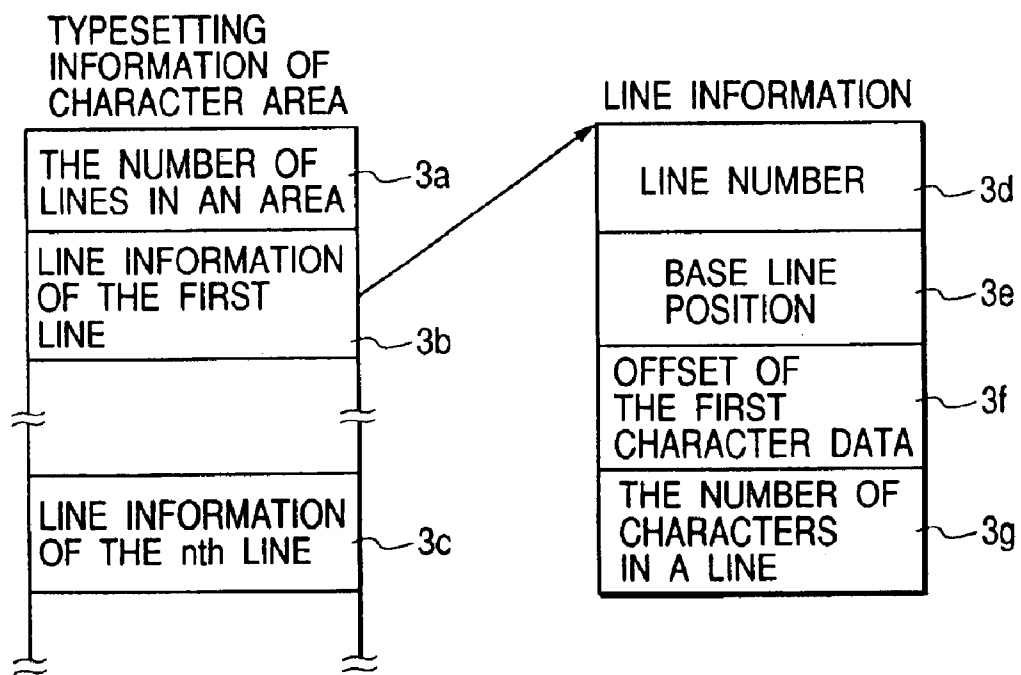 TYPESETTING
INFORMATION OF
CHARACTER AREA
THE NUMBER OF
LINES IN AN AREA
3a
LINE INFORMATION
OF THE FIRST
LINE
3b
LINE INFORMATION
OF THE nth LINE
3c
LINE INFORMATION
LINE NUMBER
3d
BASE LINE
POSITION
3e
OFFSET OF
THE FIRST
CHARACTER DATA
3f
THE NUMBER OF
CHARACTERS
IN A LINE
3g